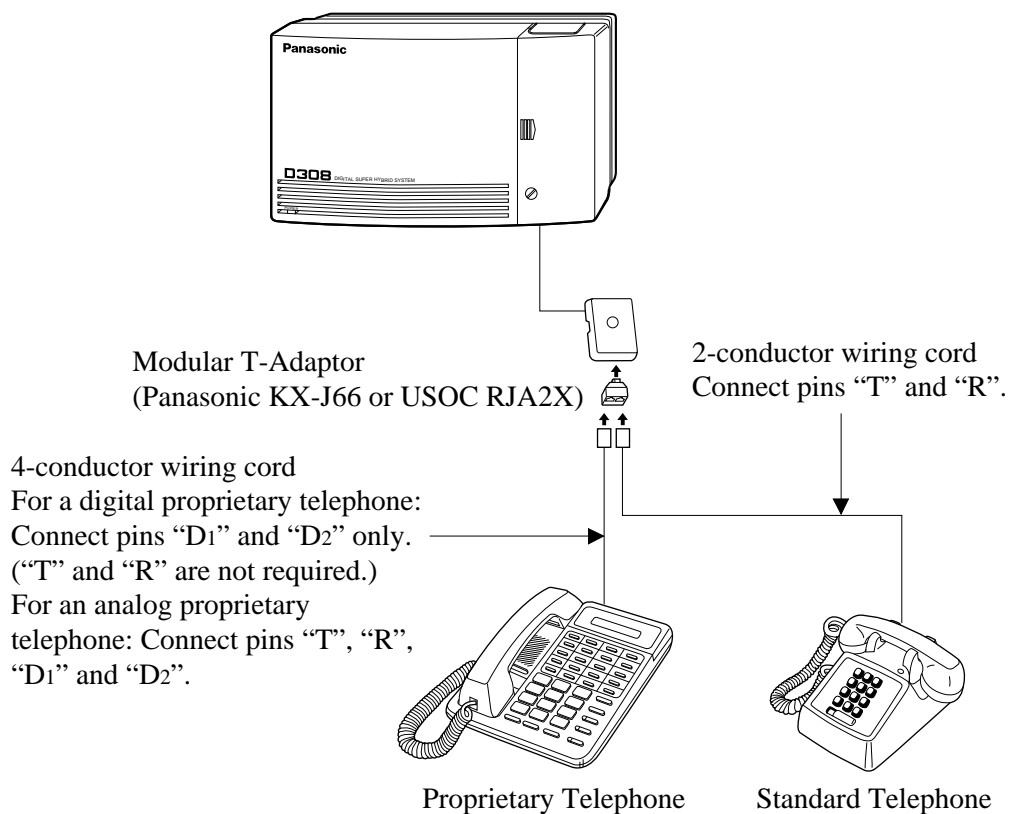 Panasonic
D308 DIGITAL SUPER HYBRID SYSTEM
Modular T-Adaptor
(Panasonic KX-J66 or USOC RJA2X)
2-conductor wiring cord
Connect pins “T” and “R”.
4-conductor wiring cord
For a digital proprietary telephone:
Connect pins “D1” and “D2” only.
(“T” and “R” are not required.)
For an analog proprietary
telephone: Connect pins “T”, “R”,
“D1” and “D2”.
Proprietary Telephone
Standard Telephone